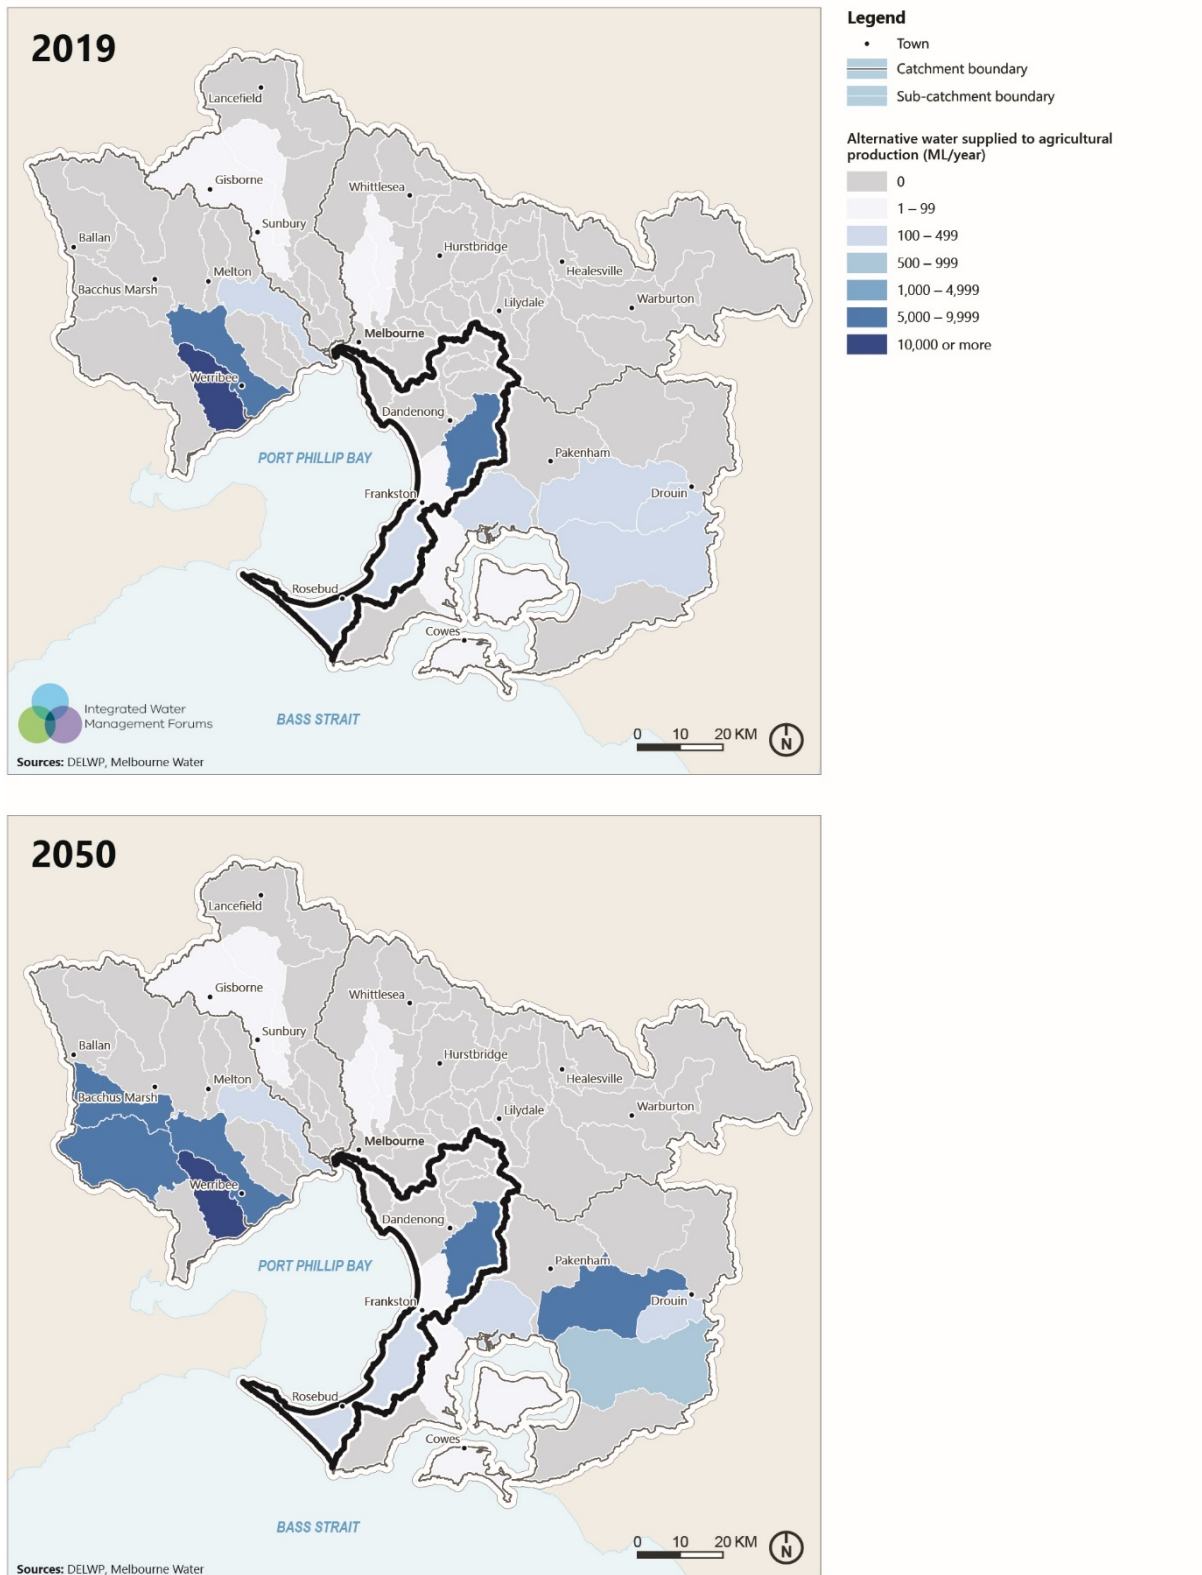 2019
Lancefield
Gisborne
Whittlesea
Sunbury
Ballan
Hurstbridge
Healesville
Melton
Bacchus Marsh
Lilydale
Warburton
Melbourne
Werribee
Dandenong
PORT PHILLIP BAY
Pakenham
Frankston
Drouin
Rosebud
Cowes
Integrated Water
Management Forums
BASS STRAIT
0 10 20 KM
N
Sources: DELWP, Melbourne Water
Legend
Town
Catchment boundary
Sub-catchment boundary
Alternative water supplied to agricultural
production (ML/year)
0
1 – 99
100 – 499
500 – 999
1,000 – 4,999
5,000 – 9,999
10,000 or more
2050
Lancefield
Gisborne
Whittlesea
Sunbury
Ballan
Hurstbridge
Healesville
Melton
Bacchus Marsh
Lilydale
Warburton
Melbourne
Werribee
Dandenong
PORT PHILLIP BAY
Pakenham
Frankston
Drouin
Rosebud
Cowes
BASS STRAIT
0 10 20 KM
N
Sources: DELWP, Melbourne Water